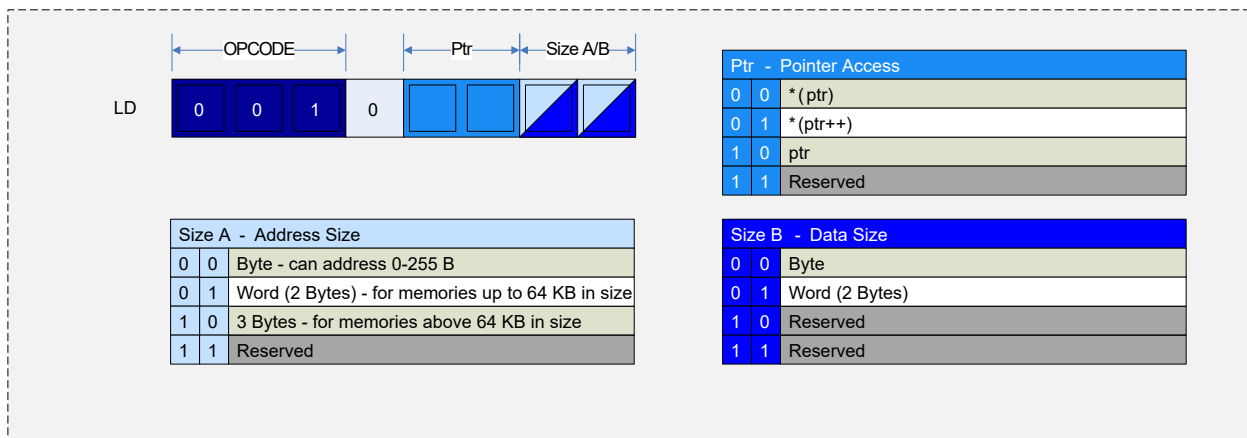 OPCODE Ptr Size A/B
LD 0 0 1 0
Ptr - Pointer Access
0 0 *(ptr)
0 1 *(ptr++)
1 0 ptr
1 1 Reserved
Size A - Address Size
0 0 Byte - can address 0-255 B
0 1 Word (2 Bytes) - for memories up to 64 KB in size
1 0 3 Bytes - for memories above 64 KB in size
1 1 Reserved
Size B - Data Size
0 0 Byte
0 1 Word (2 Bytes)
1 0 Reserved
1 1 Reserved